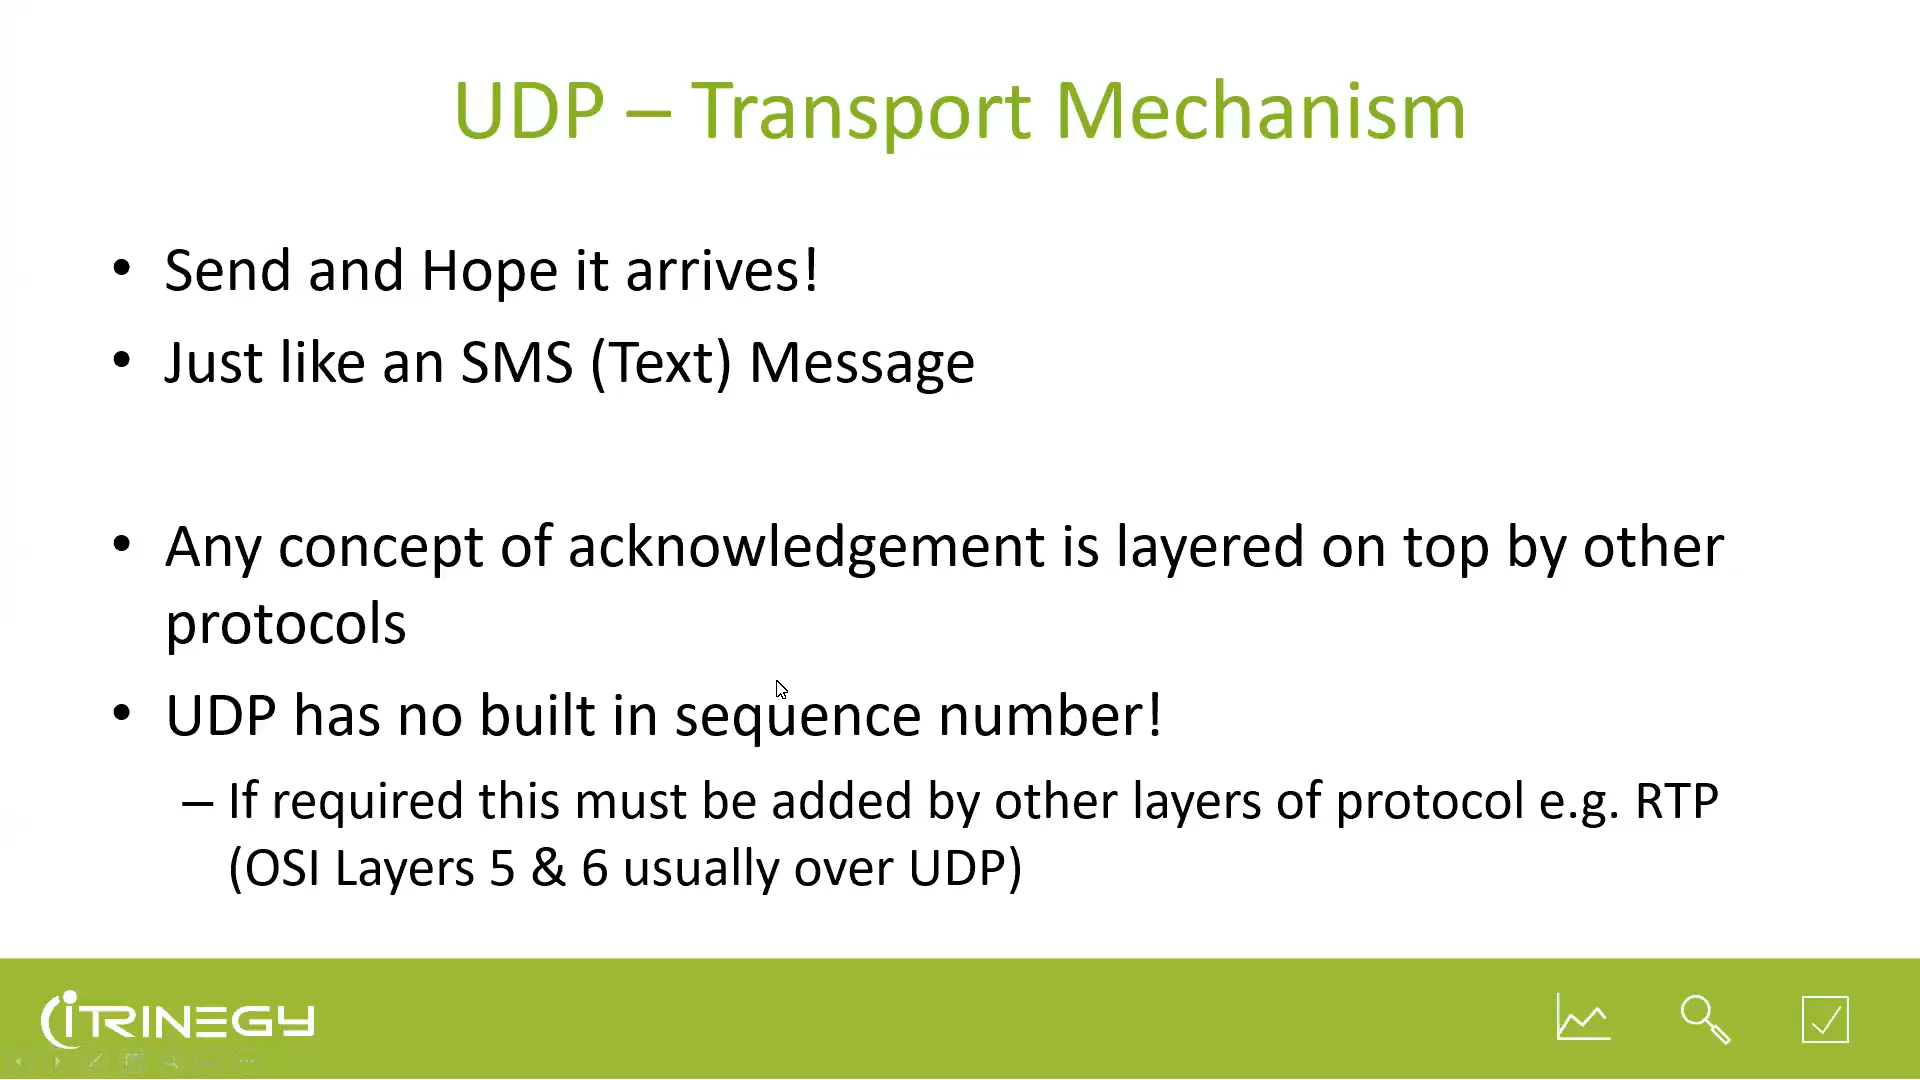 UDP – Transport Mechanism
• Send and Hope it arrives!
• Just like an SMS (Text) Message
• Any concept of acknowledgement is layered on top by other
protocols
• UDP has no built in sequence number!
– If required this must be added by other layers of protocol e.g. RTP
(OSI Layers 5 & 6 usually over UDP)
iTRINEGY